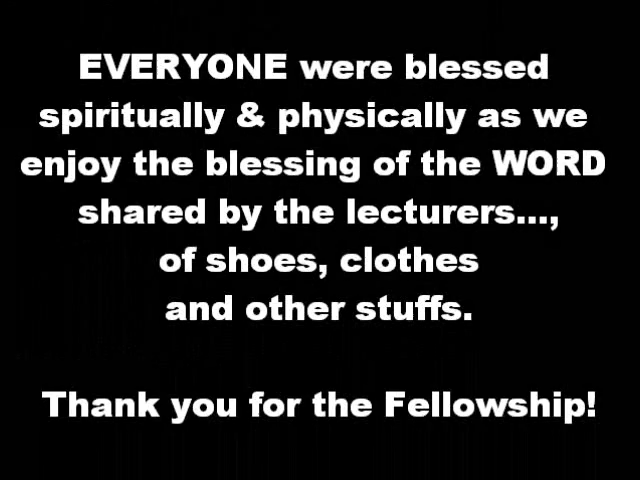 EVERYONE were blessed
spiritually & physically as we
enjoy the blessing of the WORD
shared by the lecturers...,
of shoes, clothes
and other stuffs.
Thank you for the Fellowship!